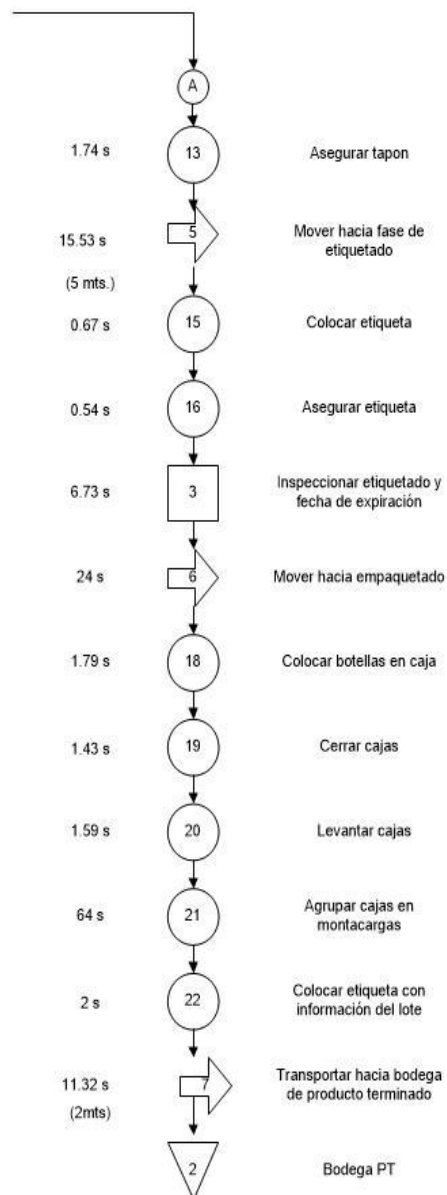 A
1.74 s
13
Asegurar tapon
15.53 s
(5 mts.)
5
Mover hacia fase de
etiquetado
0.67 s
15
Colocar etiqueta
0.54 s
16
Asegurar etiqueta
6.73 s
3
Inspeccionar etiquetado y
fecha de expiración
24 s
6
Mover hacia empaquetado
1.79 s
18
Colocar botellas en caja
1.43 s
19
Cerrar cajas
1.59 s
20
Levantar cajas
64 s
21
Agrupar cajas en
montacargas
2 s
22
Colocar etiqueta con
información del lote
11.32 s
(2mts)
7
Transportar hacia bodega
de producto terminado
2
Bodega PT